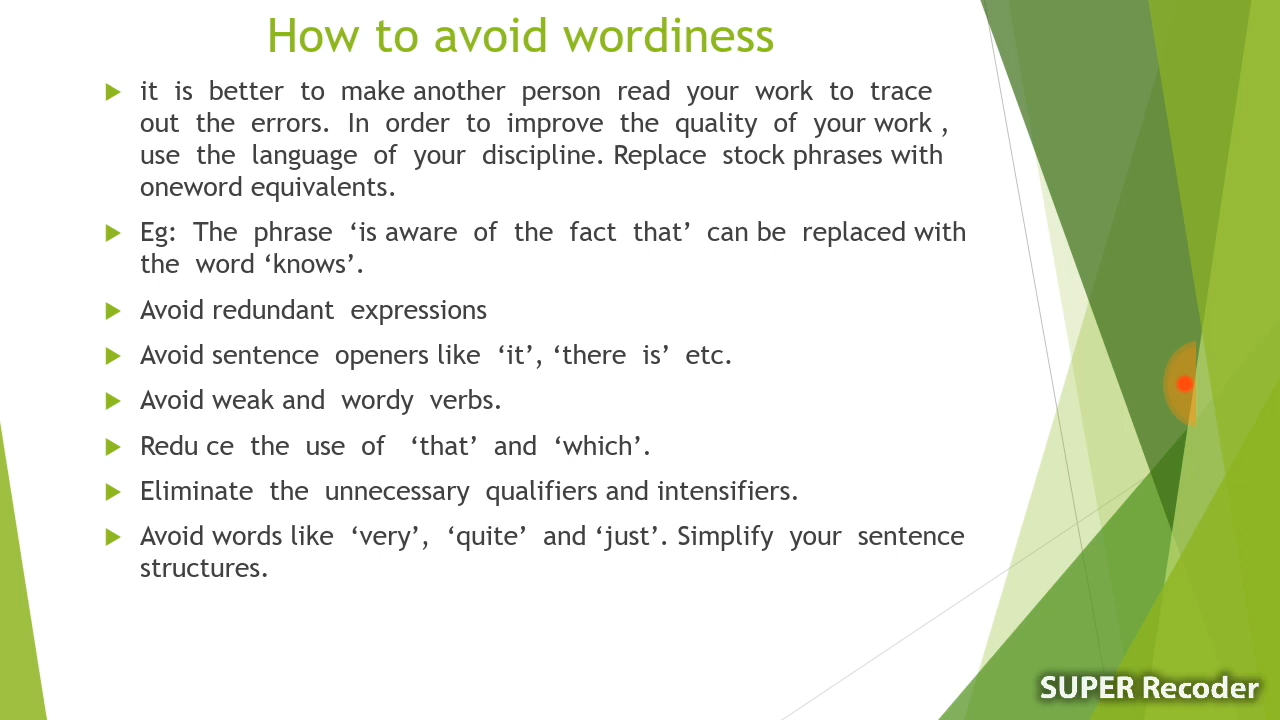 How to avoid wordiness
it is better to make another person read your work to trace
out the errors. In order to improve the quality of your work ,
use the language of your discipline. Replace stock phrases with
oneword equivalents.
Eg: The phrase ‘is aware of the fact that’ can be replaced with
the word ‘knows’.
Avoid redundant expressions
Avoid sentence openers like ‘it’, ‘there is’ etc.
Avoid weak and wordy verbs.
Redu ce the use of ‘that’ and ‘which’.
Eliminate the unnecessary qualifiers and intensifiers.
Avoid words like ‘very’, ‘quite’ and ‘just’. Simplify your sentence
structures.
SUPER Recoder